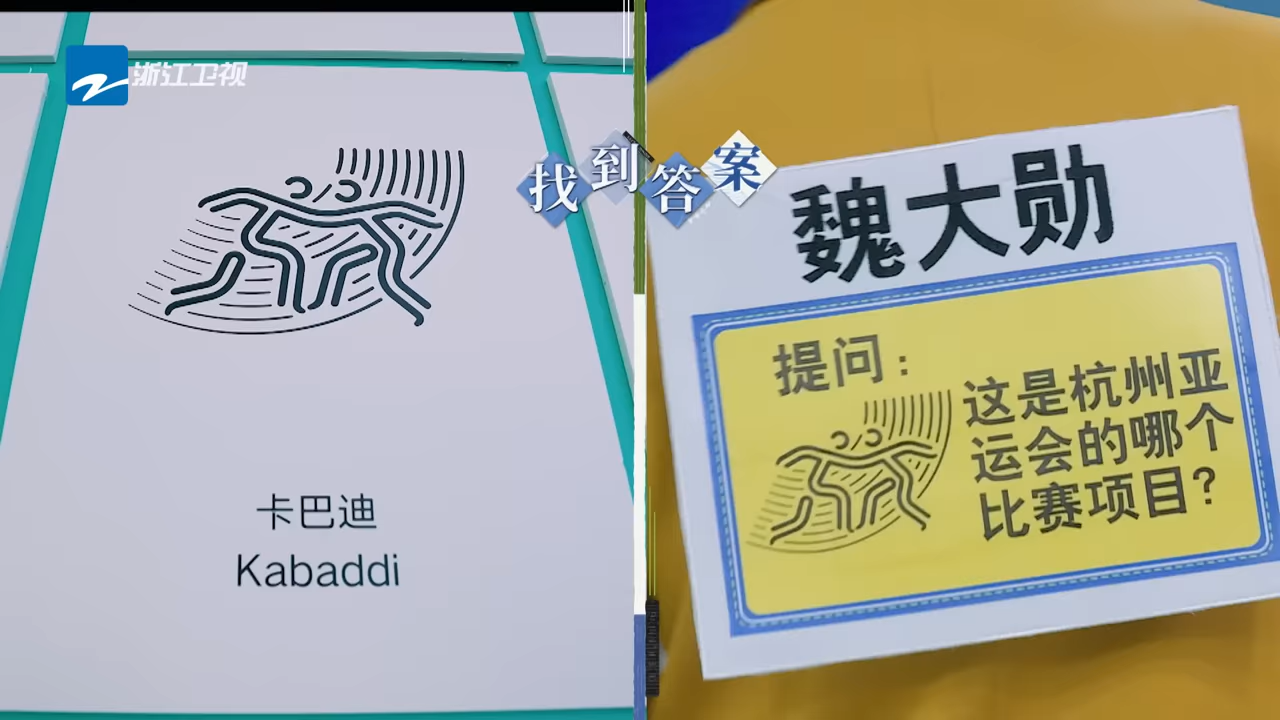 浙江卫视
找到答案
卡巴迪
Kabaddi
魏大勋
提问：
这是杭州亚
运会的哪个
比赛项目？